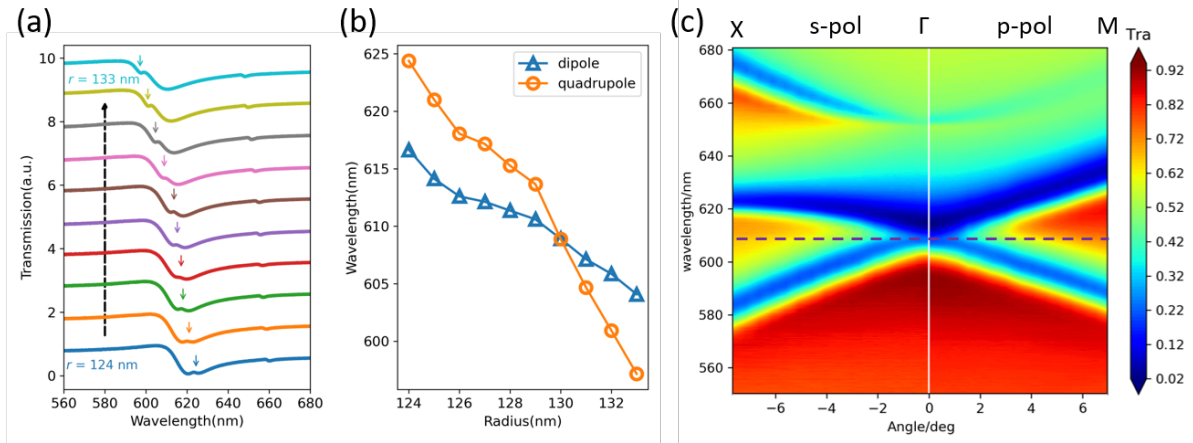 (a)
10
8
6
4
2
0
Transmission(a.u.)
r = 133 nm
r = 124 nm
560 580 600 620 640 660 680
Wavelength(nm)
(b)
625
620
615
610
605
600
Wavelength(nm)
dipole
quadrupole
124 126 128 130 132
Radius(nm)
(c)
X s-pol Γ p-pol M
680
660
640
620
600
580
560
wavelength/nm
−6 −4 −2 0 2 4 6
Angle/deg
Tra
0.92
0.82
0.72
0.62
0.52
0.42
0.32
0.22
0.12
0.02